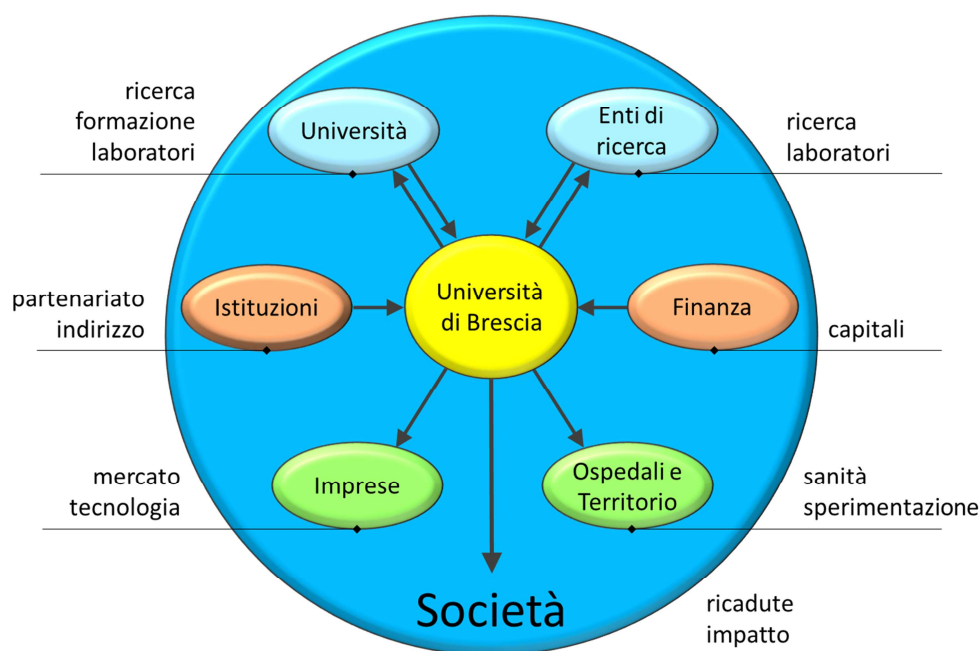 ricerca
formazione
laboratori
Università
Enti di
ricerca
ricerca
laboratori
partenariato
indirizzo
Istituzioni
Università
di Brescia
Finanza
capitali
mercato
tecnologia
Imprese
Ospedali e
Territorio
sanità
sperimentazione
Società
ricadute
impatto